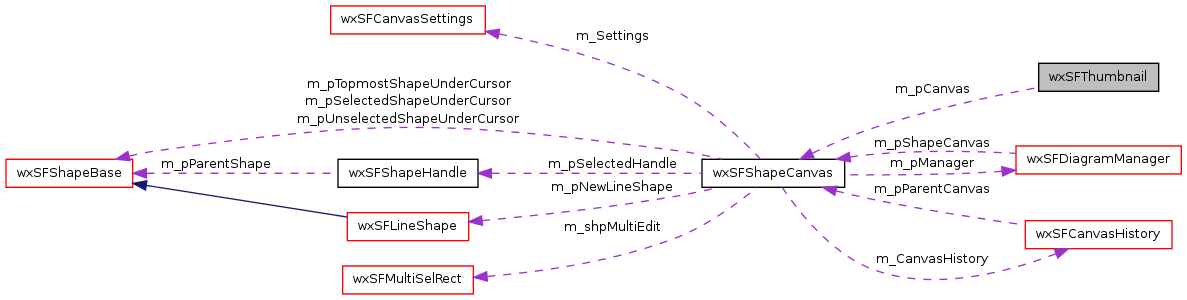 wxSFCanvasSettings
m_Settings
wxSFThumbnail
m_pTopmostShapeUnderCursor
m_pSelectedShapeUnderCursor
m_pUnselectedShapeUnderCursor
m_pCanvas
m_pShapeCanvas
m_pManager
wxSFDiagramManager
wxSFShapeBase
m_pParentShape
wxSFShapeHandle
m_pSelectedHandle
wxSFShapeCanvas
m_pNewLineShape
m_pParentCanvas
wxSFLineShape
m_shpMultiEdit
wxSFCanvasHistory
m_CanvasHistory
wxSFMultiSelRect